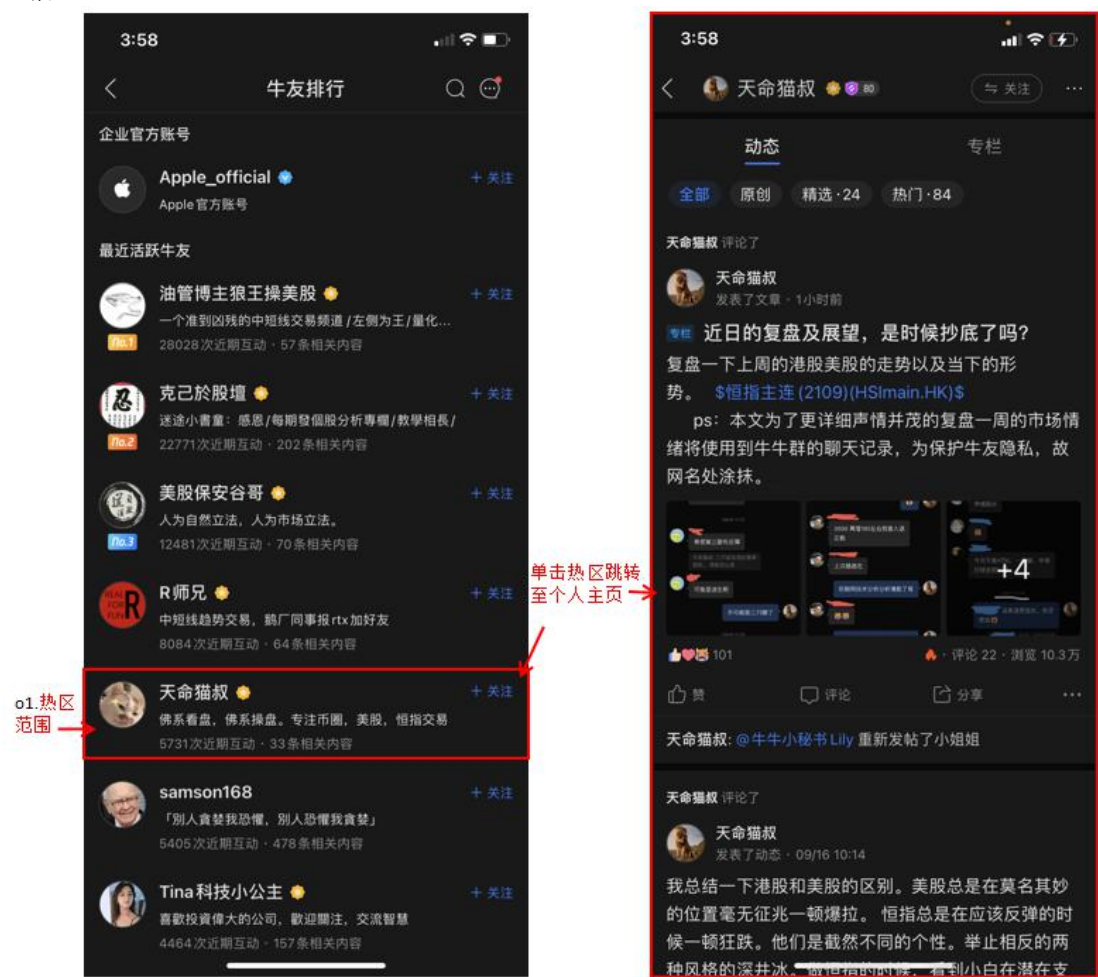 3:58
牛友排行
企业官方账号
Apple_official
+ 关注
Apple官方账号
最近活跃牛友
油管博主狼王操美股
+ 关注
一个准到凶残的中短线交易频道/左侧为王/量化...
No.1
28028次近期互动 · 57条相关内容
克己於股壇
+ 关注
迷途小書童：感恩/每期發個股分析專欄/教學相長/
No.2
22771次近期互动 · 202条相关内容
美股保安谷哥
+ 关注
人为自然立法，人为市场立法。
No.3
12481次近期互动 · 70条相关内容
R师兄
+ 关注
中短线趋势交易，鹅厂同事报rtx加好友
8084次近期互动 · 64条相关内容
o1.热区
范围
天命猫叔
+ 关注
佛系看盘，佛系操盘。专注币圈，美股，恒指交易
5731次近期互动 · 33条相关内容
samson168
+ 关注
「別人貪婪我恐懼，別人恐懼我貪婪」
5405次近期互动 · 478条相关内容
Tina科技小公主
+ 关注
喜歡投資偉大的公司，歡迎關注，交流智慧
4464次近期互动 · 157条相关内容
单击热区跳转
至个人主页
3:58
天命猫叔
80
关注
动态
专栏
全部
原创
精选·24
热门·84
天命猫叔 评论了
天命猫叔
发表了文章 · 1小时前
专栏 近日的复盘及展望，是时候抄底了吗？
复盘一下上周的港股美股的走势以及当下的形
势。 $恒指主连(2109)(HSImain.HK)$
ps：本文为了更详细声情并茂的复盘一周的市场情
绪将使用到牛牛群的聊天记录，为保护牛友隐私，故
网名处涂抹。
+4
101
· 评论 22 · 浏览 10.3万
赞
评论
分享
天命猫叔: @牛牛小秘书Lily 重新发帖了小姐姐
天命猫叔 评论了
天命猫叔
发表了动态 · 09/16 10:14
我总结一下港股和美股的区别。美股总是在莫名其妙
的位置毫无征兆一顿爆拉。 恒指总是在应该反弹的时
候一顿狂跌。他们是截然不同的个性。举止相反的两
种风格的深井冰。做恒指的时候，看到小白在潜在支